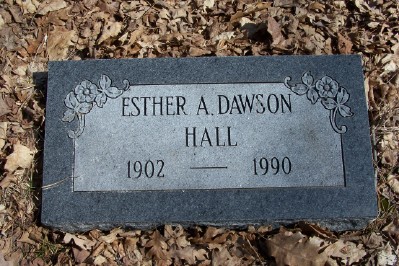 ESTHER A. DAWSON
HALL
1902 — 1990